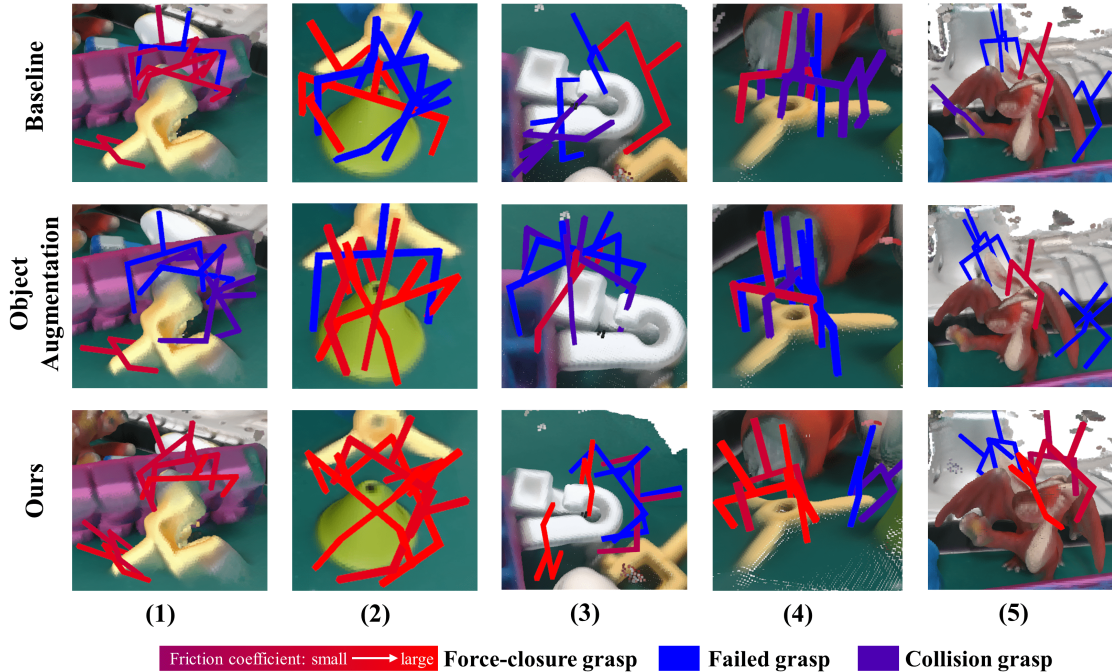 Baseline
Object
Augmentation
Ours
(1) (2) (3) (4) (5)
Friction coefficient: small → large Force-closure grasp Failed grasp Collision grasp